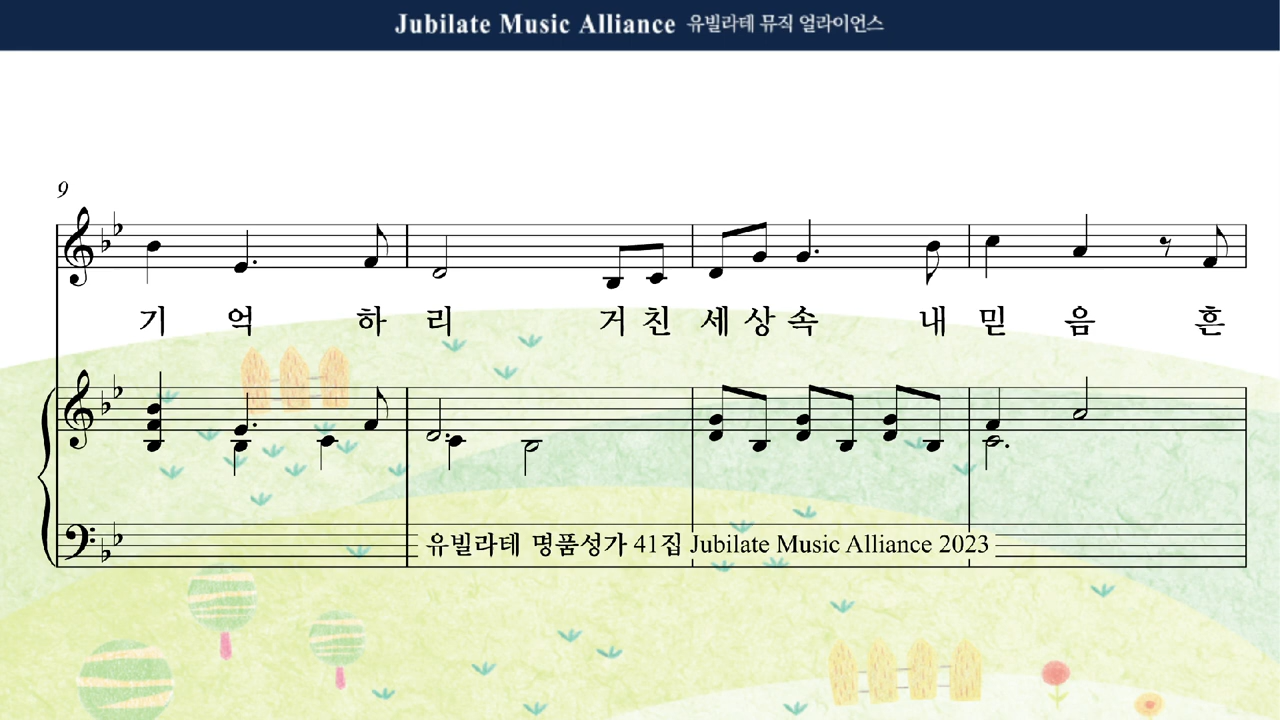 Jubilate Music Alliance 유빌라테 뮤직 얼라이언스
9
기 억 하 리 거 친 세 상 속 내 믿 음 흔
유빌라테 명품성가 41집 Jubilate Music Alliance 2023